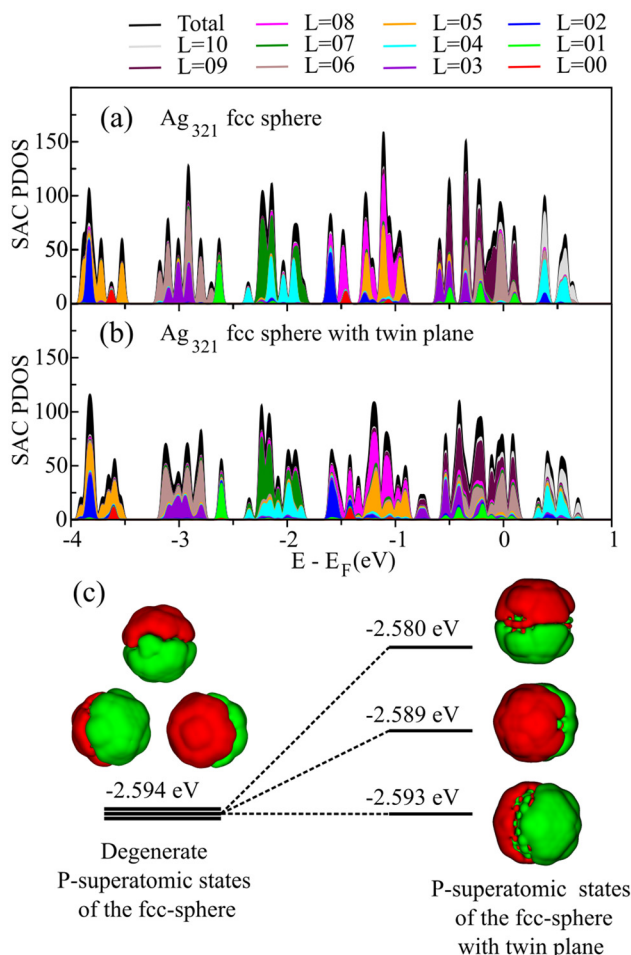 Total L=08 L=05 L=02
L=10 L=07 L=04 L=01
L=09 L=06 L=03 L=00
(a) Ag321 fcc sphere
SAC PDOS
150
100
50
0
(b) Ag321 fcc sphere with twin plane
SAC PDOS
150
100
50
0
-4 -3 -2 -1 0 1
E - EF(eV)
(c)
-2.580 eV
-2.589 eV
-2.594 eV
-2.593 eV
Degenerate
P-superatomic states
of the fcc-sphere
P-superatomic states
of the fcc-sphere
with twin plane